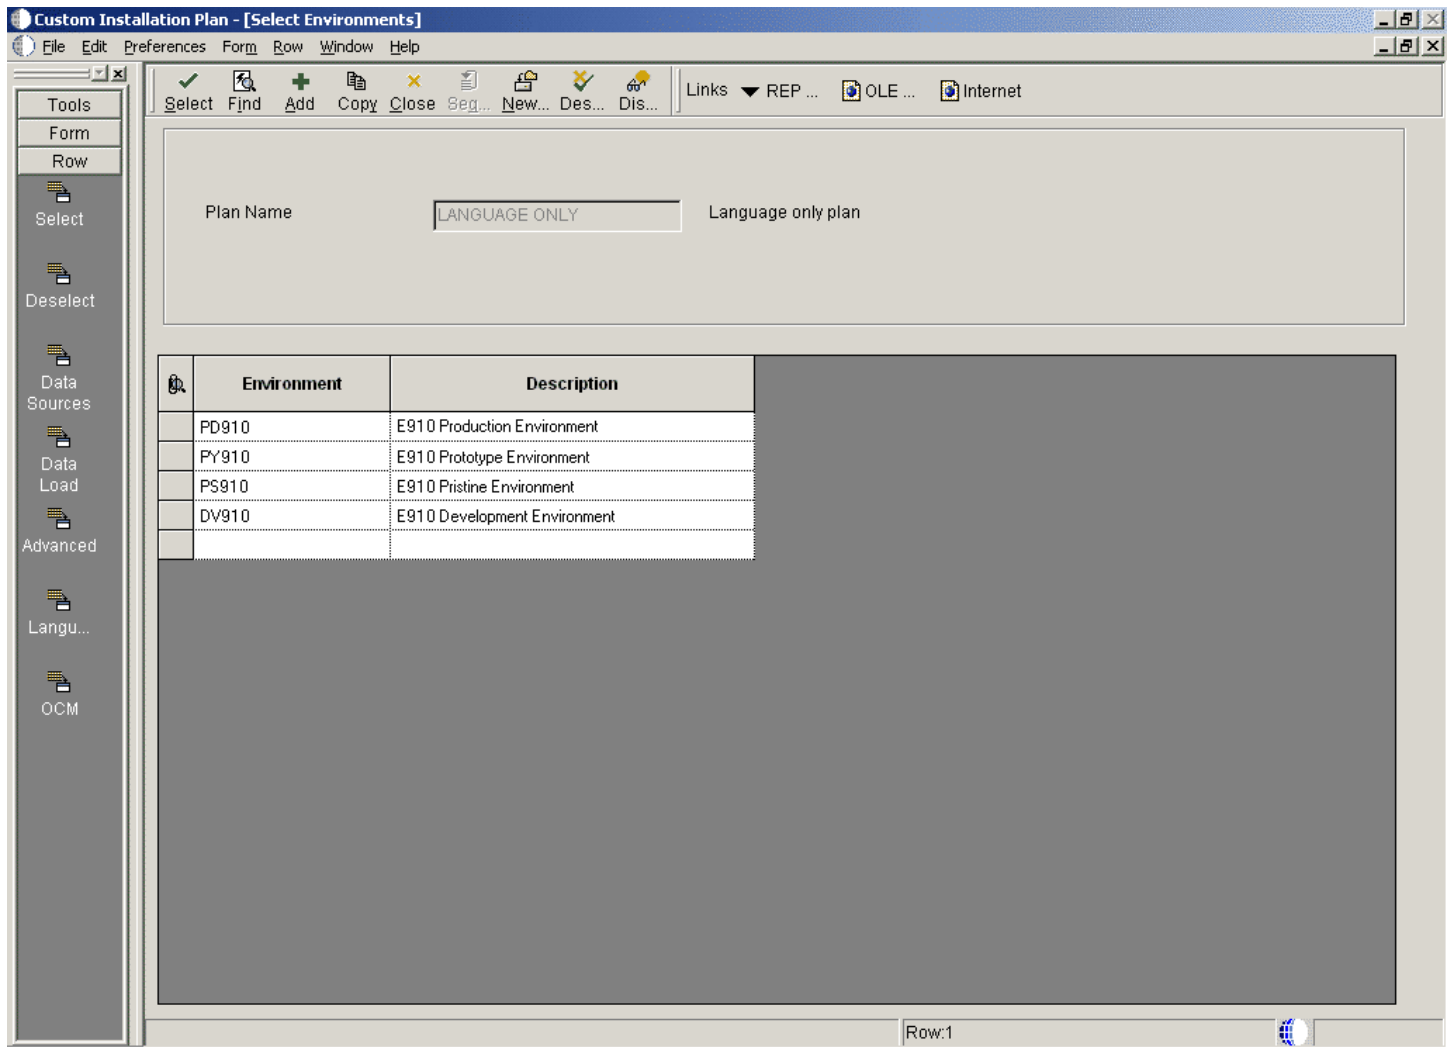 Custom Installation Plan - [Select Environments]
File Edit Preferences Form Row Window Help
Tools
Form
Row
Select
Deselect
Data
Sources
Data
Load
Advanced
Langu...
OCM
Select Find Add Copy Close Seq... New... Des... Dis... Links REP ... OLE ... Internet
Plan Name LANGUAGE ONLY Language only plan
Environment Description
PD910 E910 Production Environment
PY910 E910 Prototype Environment
PS910 E910 Pristine Environment
DV910 E910 Development Environment
Row:1